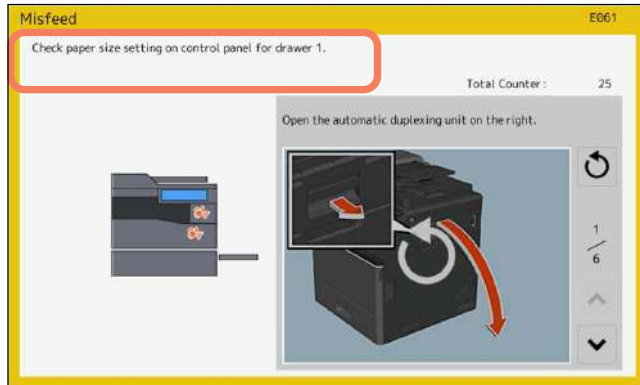 Misfeed
E061
Check paper size setting on control panel for drawer 1.
Total Counter : 25
Open the automatic duplexing unit on the right.
1
/
6